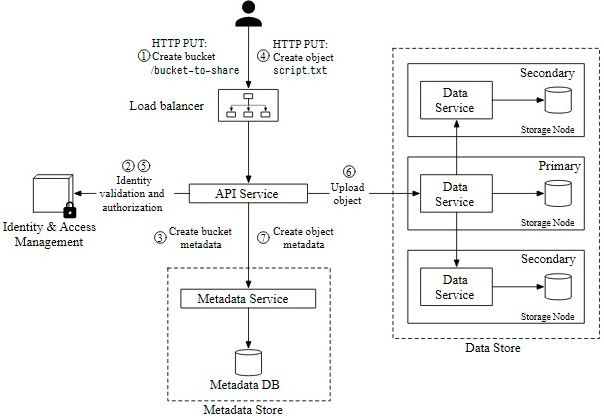 HTTP PUT:
① Create bucket
/bucket-to-share
HTTP PUT:
④ Create object
script.txt
Load balancer
② ⑤
Identity
validation and
authorization
API Service
⑥
Upload
object
Identity & Access
Management
③ Create bucket
metadata
⑦ Create object
metadata
Metadata Service
Metadata DB
Metadata Store
Secondary
Data
Service
Storage Node
Primary
Data
Service
Storage Node
Secondary
Data
Service
Storage Node
Data Store